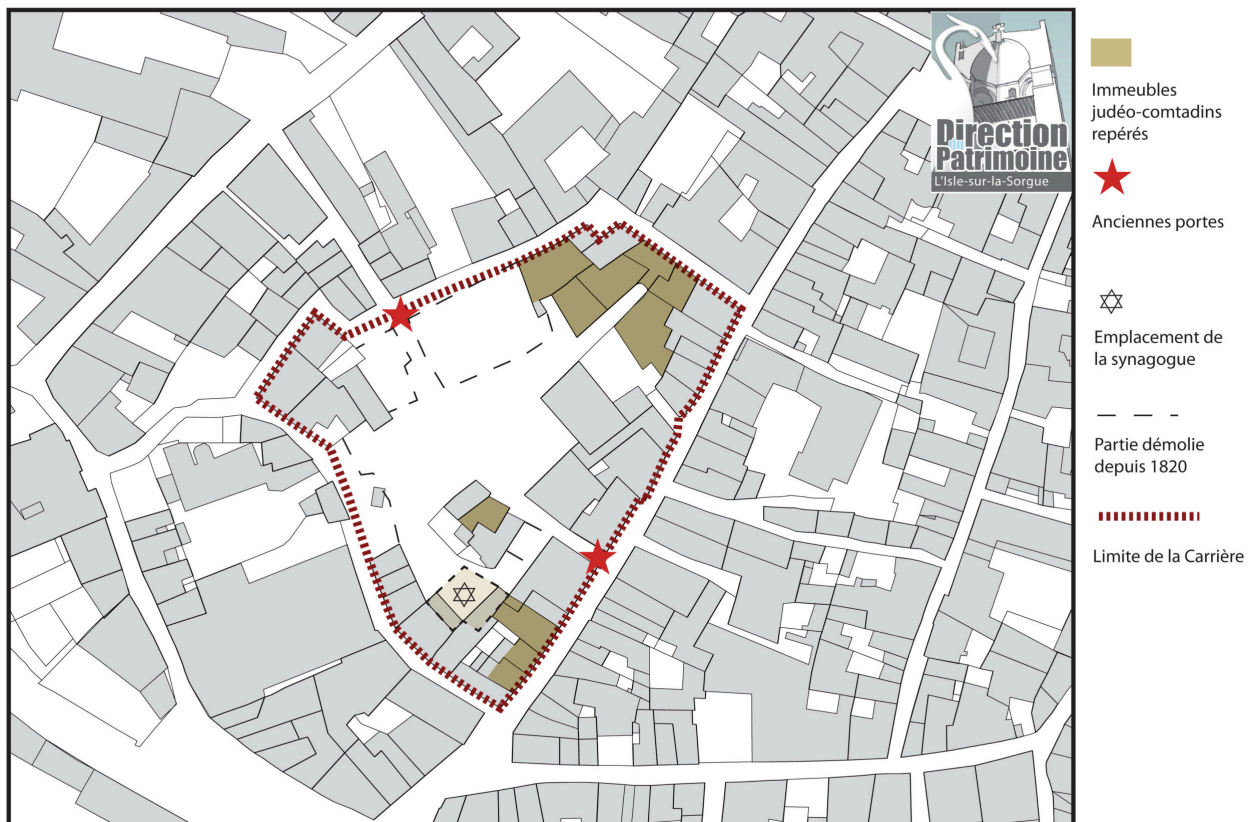 Direction
du
Patrimoine
L'Isle-sur-la-Sorgue
Immeubles
judéo-comtadins
repérés
Anciennes portes
Emplacement de
la synagogue
Partie démolie
depuis 1820
Limite de la Carrière